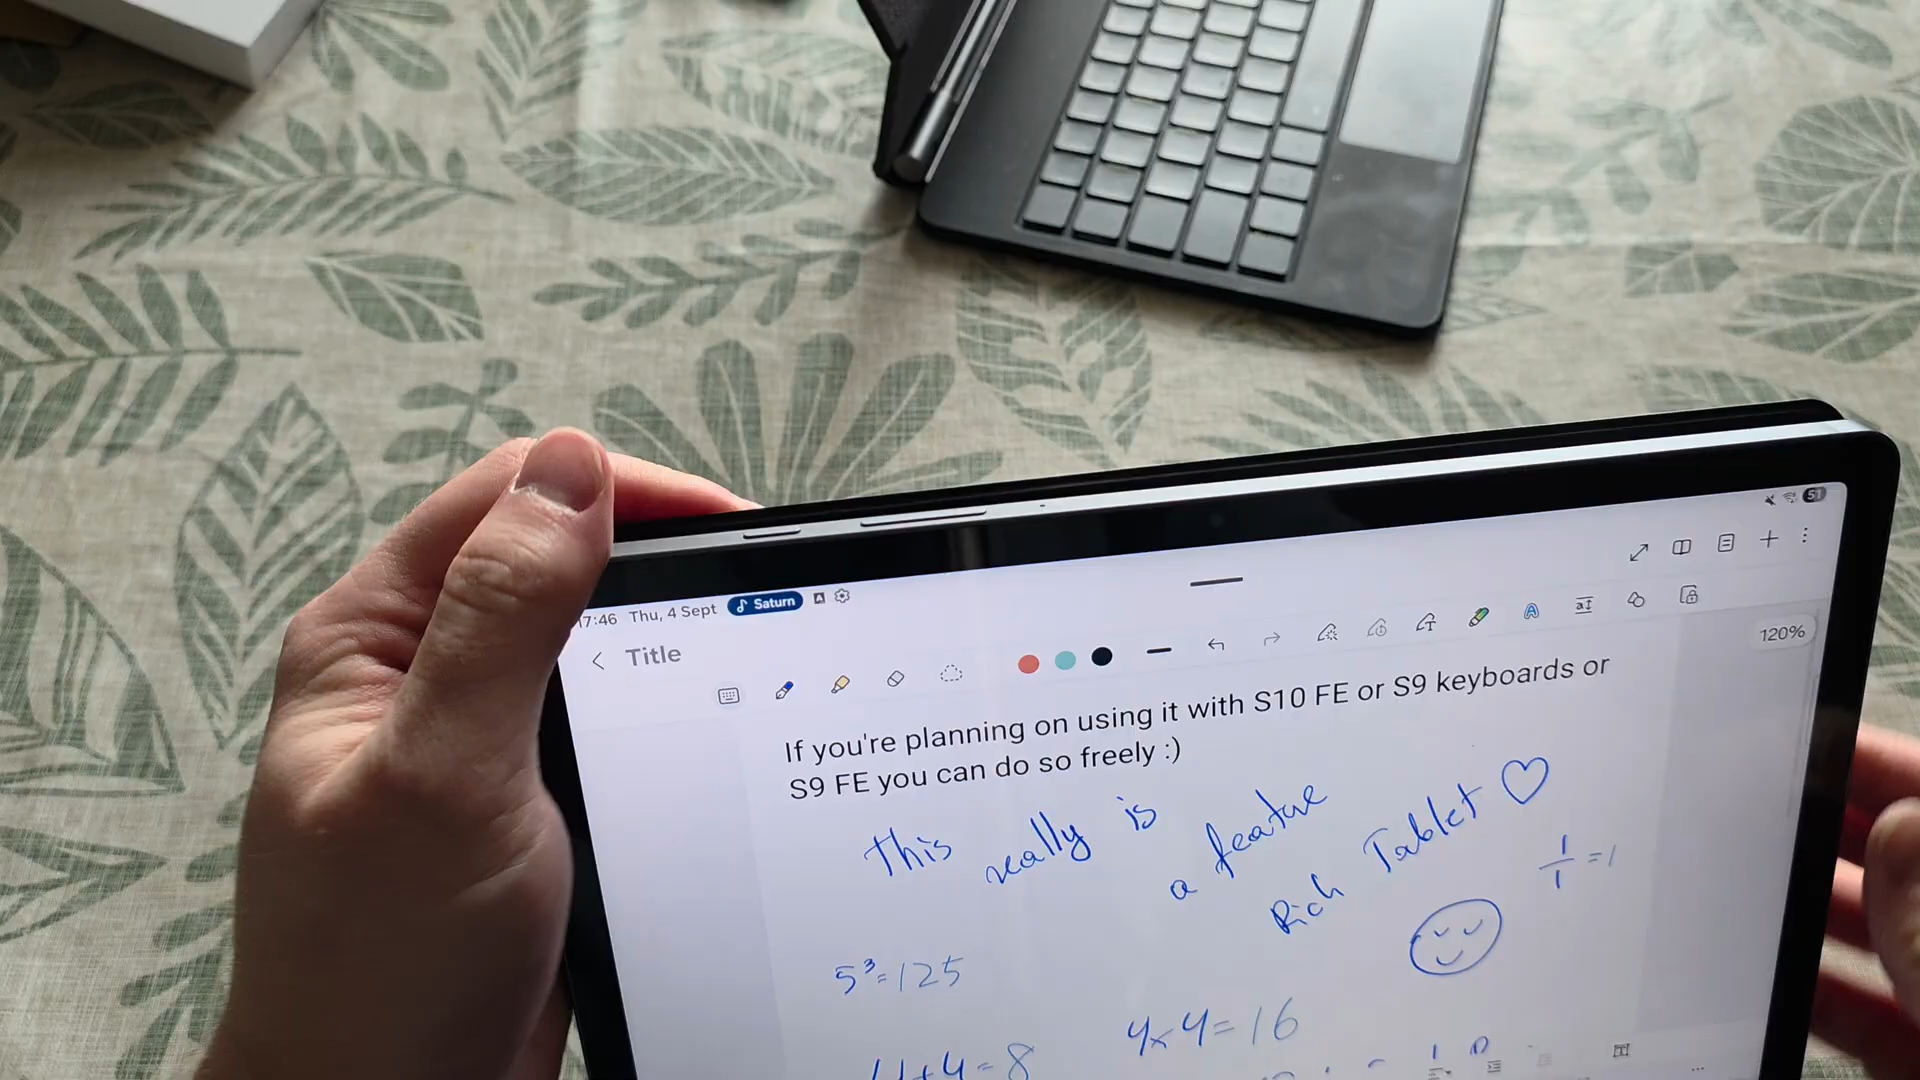 51
17:46 Thu, 4 Sept Saturn
Title
120%
If you're planning on using it with S10 FE or S9 keyboards or
S9 FE you can do so freely :)
This really is
a feature
Rich Tablet ♡
1/1 = 1
5³=125
4x4=16
4+4=8